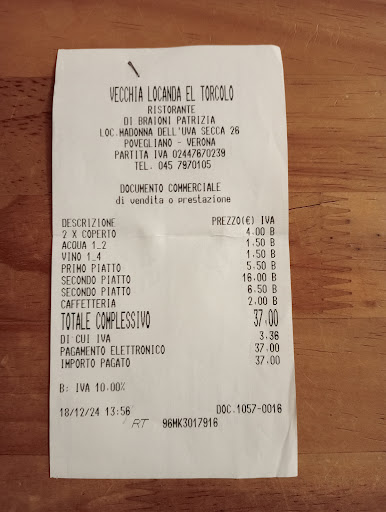 VECCHIA LOCANDA EL TORCOLO
RISTORANTE
DI BRAIONI PATRIZIA
LOC.MADONNA DELL'UVA SECCA 26
POVEGLIANO - VERONA
PARTITA IVA 02447670239
TEL. 045 7970105
DOCUMENTO COMMERCIALE
di vendita o prestazione
DESCRIZIONE PREZZO(€) IVA
2 X COPERTO 4.00 B
ACQUA 1_2 1.50 B
VINO 1_4 1.50 B
PRIMO PIATTO 5.50 B
SECONDO PIATTO 16.00 B
SECONDO PIATTO 6.50 B
CAFFETTERIA 2.00 B
TOTALE COMPLESSIVO 37.00
DI CUI IVA 3.36
PAGAMENTO ELETTRONICO 37.00
IMPORTO PAGATO 37.00
B: IVA 10.00%
18/12/24 13:56 DOC.1057-0016
RT 96MK3017916